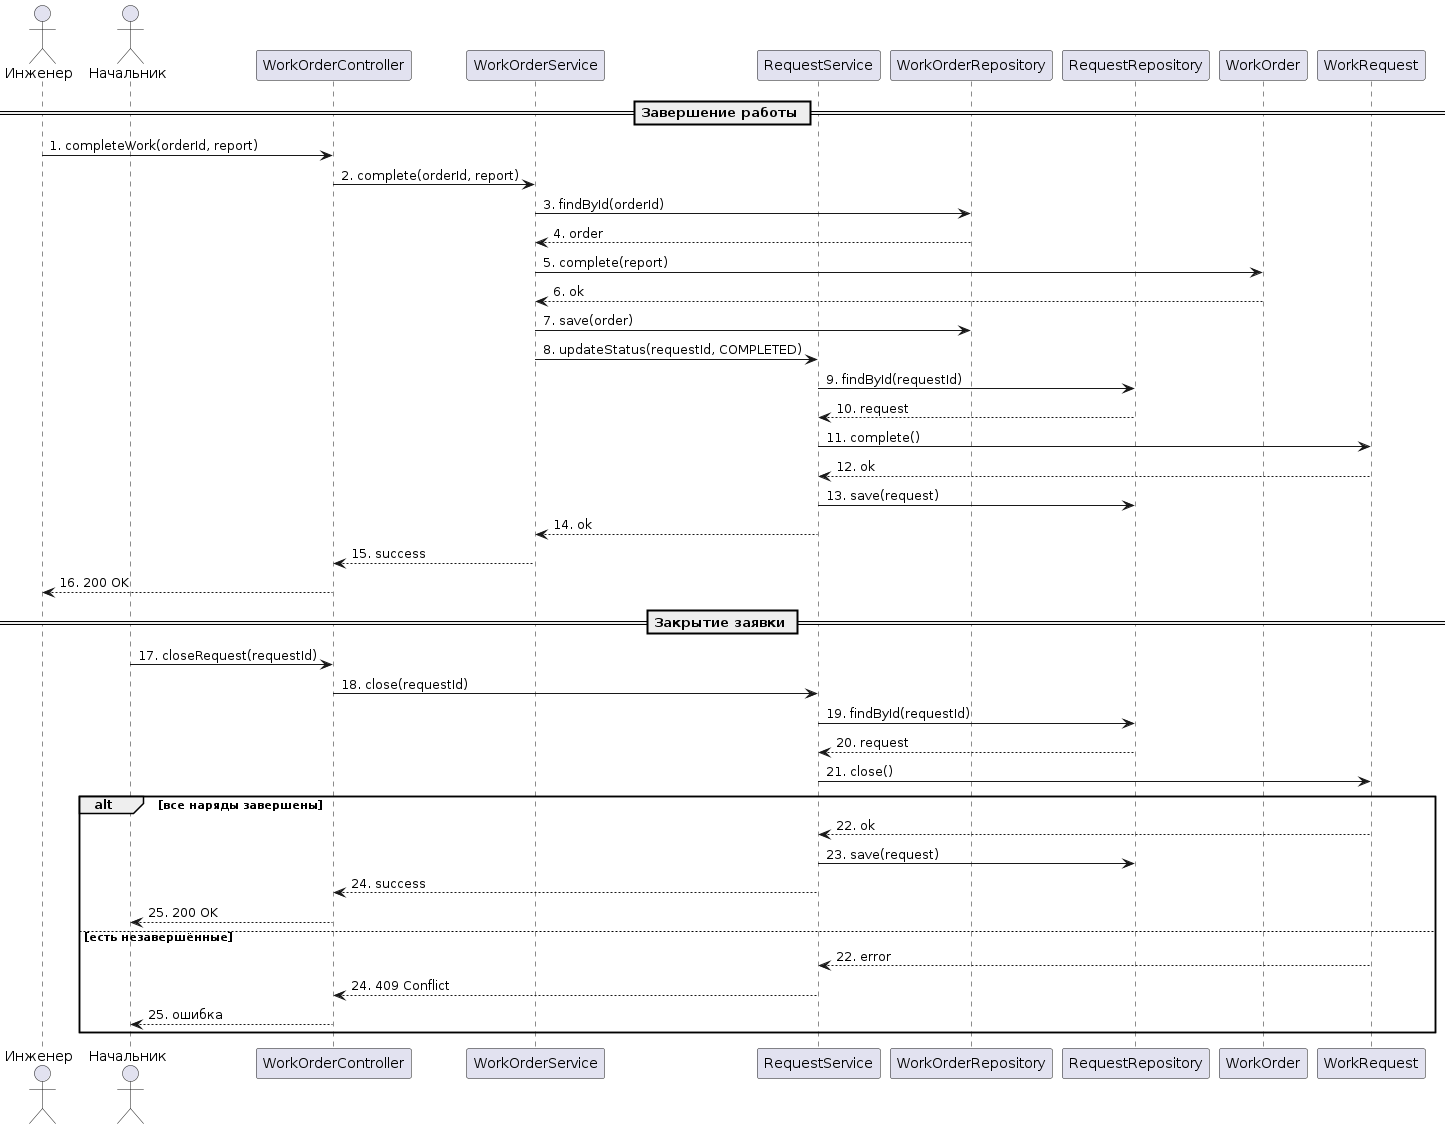 Инженер
Начальник
WorkOrderController
WorkOrderService
RequestService
WorkOrderRepository
RequestRepository
WorkOrder
WorkRequest
Завершение работы
1. completeWork(orderId, report)
2. complete(orderId, report)
3. findById(orderId)
4. order
5. complete(report)
6. ok
7. save(order)
8. updateStatus(requestId, COMPLETED)
9. findById(requestId)
10. request
11. complete()
12. ok
13. save(request)
14. ok
15. success
16. 200 OK
Закрытие заявки
17. closeRequest(requestId)
18. close(requestId)
19. findById(requestId)
20. request
21. close()
alt [все наряды завершены]
22. ok
23. save(request)
24. success
25. 200 OK
[есть незавершённые]
22. error
24. 409 Conflict
25. ошибка
Инженер
Начальник
WorkOrderController
WorkOrderService
RequestService
WorkOrderRepository
RequestRepository
WorkOrder
WorkRequest